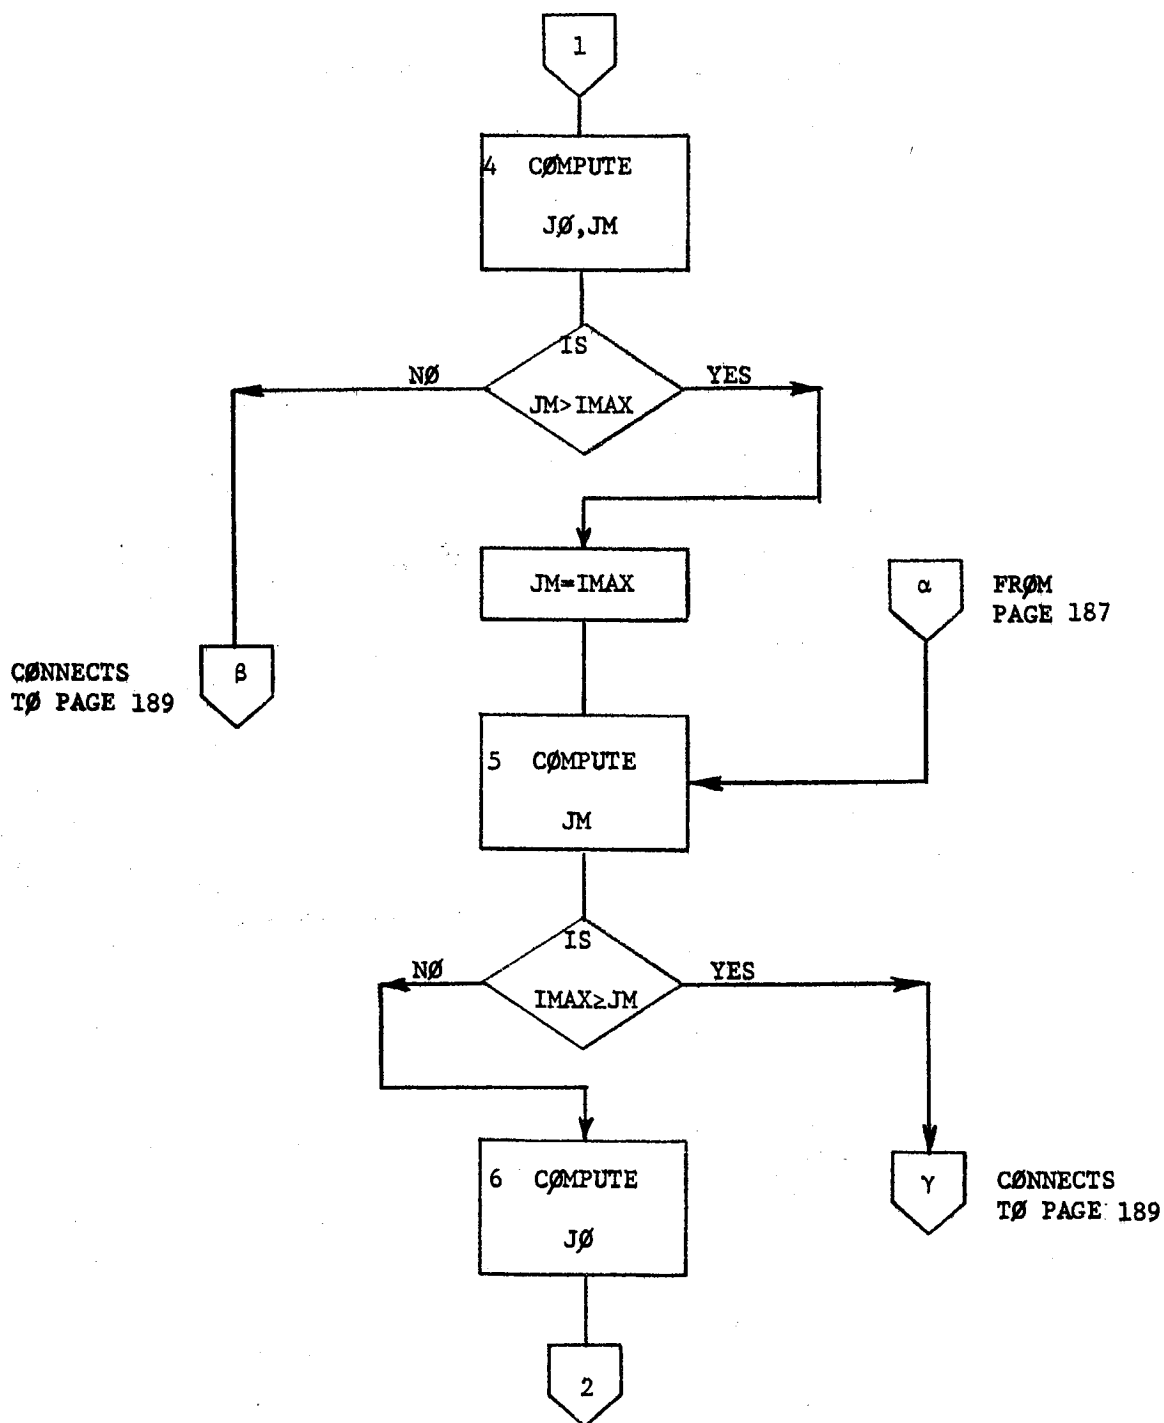 1
4 CØMPUTE
JØ,JM
IS
NØ
YES
JM>IMAX
JM=IMAX
α
FRØM
PAGE 187
CØNNECTS
TØ PAGE 189
β
5 CØMPUTE
JM
IS
NØ
YES
IMAX≥JM
6 CØMPUTE
JØ
γ
CØNNECTS
TØ PAGE 189
2